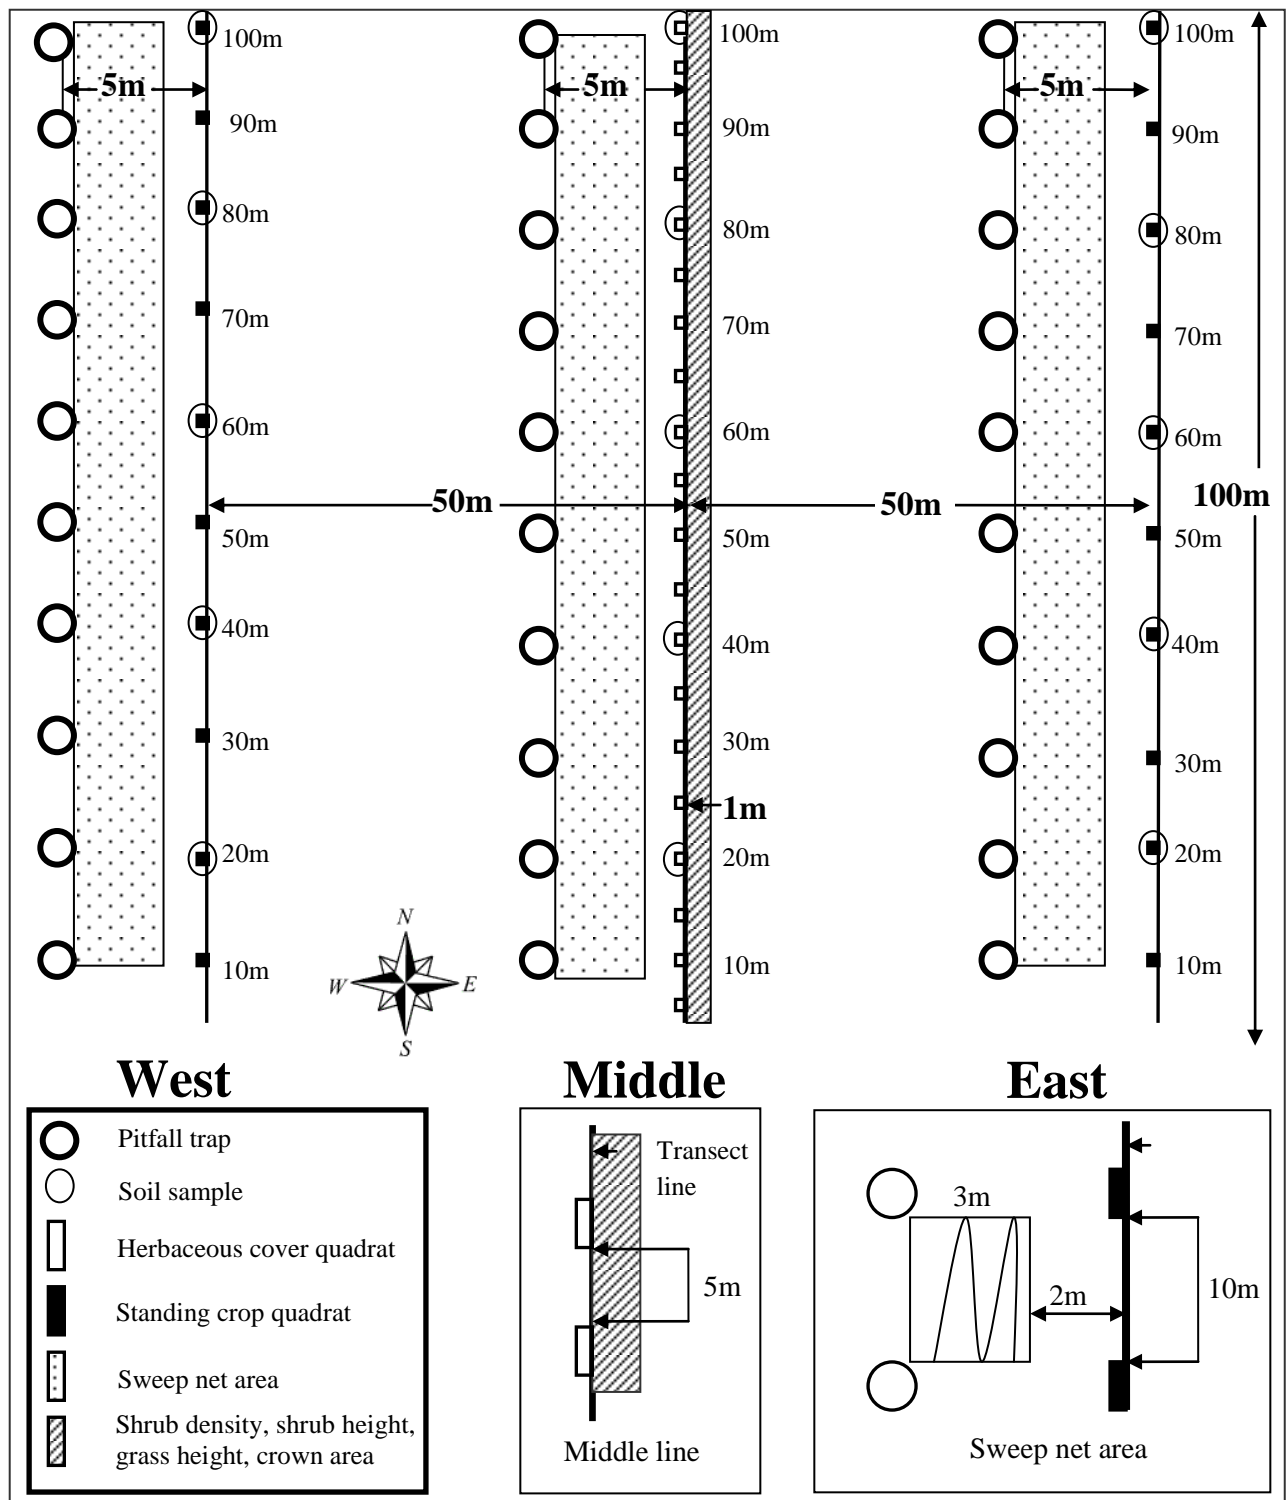 100m
100m
100m
5m
5m
5m
90m
90m
90m
80m
80m
80m
70m
70m
70m
60m
60m
60m
50m
50m
100m
50m
50m
50m
40m
40m
40m
30m
30m
30m
1m
20m
20m
20m
10m
10m
10m
N
W
E
S
West
Middle
East
Pitfall trap
Soil sample
Herbaceous cover quadrat
Standing crop quadrat
Sweep net area
Shrub density, shrub height,
grass height, crown area
Transect
line
5m
Middle line
3m
2m
10m
Sweep net area